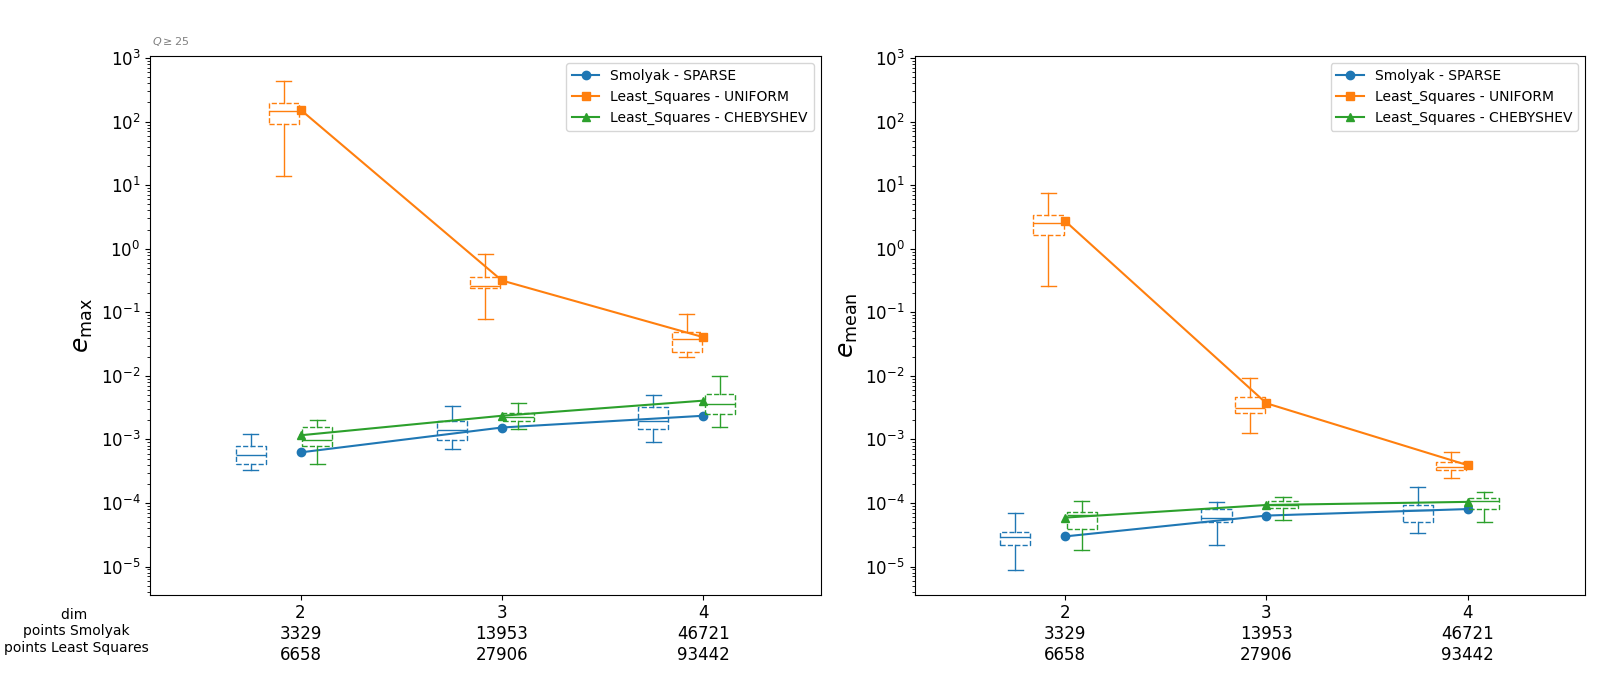 Q ≥ 25
10³
10²
10¹
10⁰
10⁻¹
10⁻²
10⁻³
10⁻⁴
10⁻⁵
e_max
Smolyak - SPARSE
Least_Squares - UNIFORM
Least_Squares - CHEBYSHEV
2 3 4
3329 13953 46721
6658 27906 93442
dim
points Smolyak
points Least Squares
10³
10²
10¹
10⁰
10⁻¹
10⁻²
10⁻³
10⁻⁴
10⁻⁵
e_mean
Smolyak - SPARSE
Least_Squares - UNIFORM
Least_Squares - CHEBYSHEV
2 3 4
3329 13953 46721
6658 27906 93442